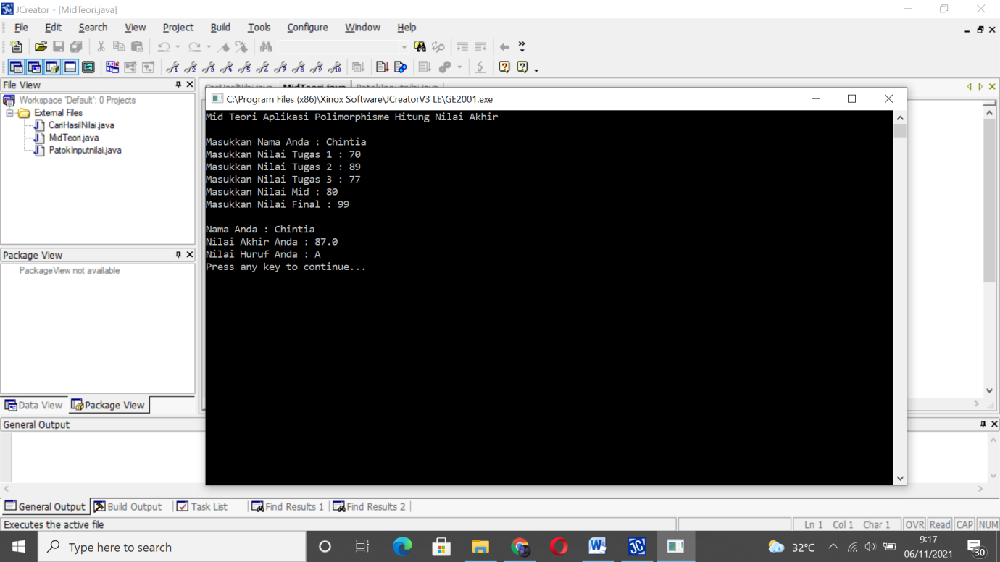 JCreator - [MidTeori.java]
File Edit Search View Project Build Tools Configure Window Help
File View
Workspace 'Default': 0 Projects
External Files
CariHasilNilai.java
MidTeori.java
PatokInputnilai.java
C:\Program Files (x86)\Xinox Software\JCreatorV3 LE\GE2001.exe
Mid Teori Aplikasi Polimorphisme Hitung Nilai Akhir
Masukkan Nama Anda : Chintia
Masukkan Nilai Tugas 1 : 70
Masukkan Nilai Tugas 2 : 89
Masukkan Nilai Tugas 3 : 77
Masukkan Nilai Mid : 80
Masukkan Nilai Final : 99
Nama Anda : Chintia
Nilai Akhir Anda : 87.0
Nilai Huruf Anda : A
Press any key to continue...
Package View
Package View not available
Data View Package View
General Output
General Output Build Output Task List Find Results 1 Find Results 2
Executes the active file
Ln 1 Col 1 Char 1 OVR Read CAP NUM
Type here to search
32°C
9:17
06/11/2021
30